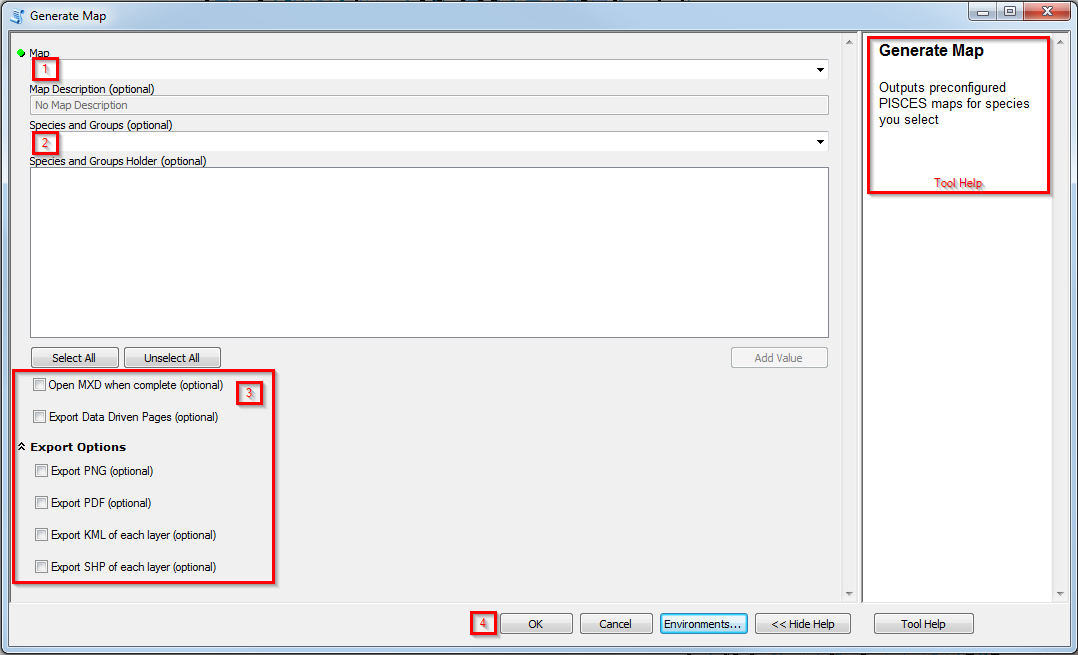 Generate Map
Map
1
Map Description (optional)
No Map Description
Species and Groups (optional)
2
Species and Groups Holder (optional)
Select All
Unselect All
Add Value
Open MXD when complete (optional)
3
Export Data Driven Pages (optional)
Export Options
Export PNG (optional)
Export PDF (optional)
Export KML of each layer (optional)
Export SHP of each layer (optional)
4
OK
Cancel
Environments...
<< Hide Help
Generate Map
Outputs preconfigured
PISCES maps for species
you select
Tool Help
Tool Help